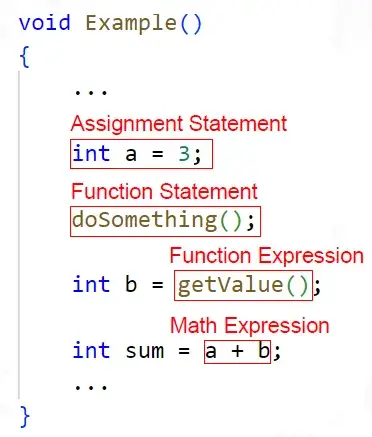 void Example()
{
...
Assignment Statement
int a = 3;
Function Statement
doSomething();
Function Expression
int b = getValue();
Math Expression
int sum = a + b;
...
}